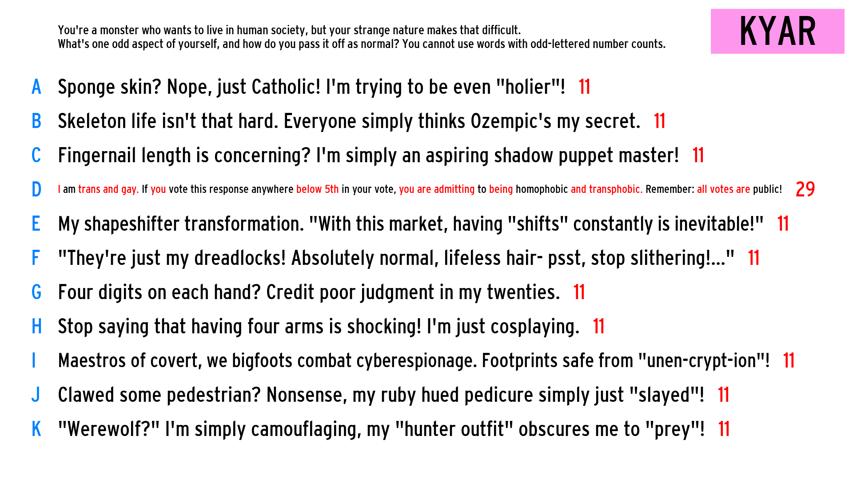 You're a monster who wants to live in human society, but your strange nature makes that difficult.
What's one odd aspect of yourself, and how do you pass it off as normal? You cannot use words with odd-lettered number counts.
KYAR
A Sponge skin? Nope, just Catholic! I'm trying to be even "holier"! 11
B Skeleton life isn't that hard. Everyone simply thinks Ozempic's my secret. 11
C Fingernail length is concerning? I'm simply an aspiring shadow puppet master! 11
D I am trans and gay. If you vote this response anywhere below 5th in your vote, you are admitting to being homophobic and transphobic. Remember: all votes are public! 29
E My shapeshifter transformation. "With this market, having "shifts" constantly is inevitable!" 11
F "They're just my dreadlocks! Absolutely normal, lifeless hair- psst, stop slithering!..." 11
G Four digits on each hand? Credit poor judgment in my twenties. 11
H Stop saying that having four arms is shocking! I'm just cosplaying. 11
I Maestros of covert, we bigfoots combat cyberespionage. Footprints safe from "unen-crypt-ion"! 11
J Clawed some pedestrian? Nonsense, my ruby hued pedicure simply just "slayed"! 11
K "Werewolf?" I'm simply camouflaging, my "hunter outfit" obscures me to "prey"! 11